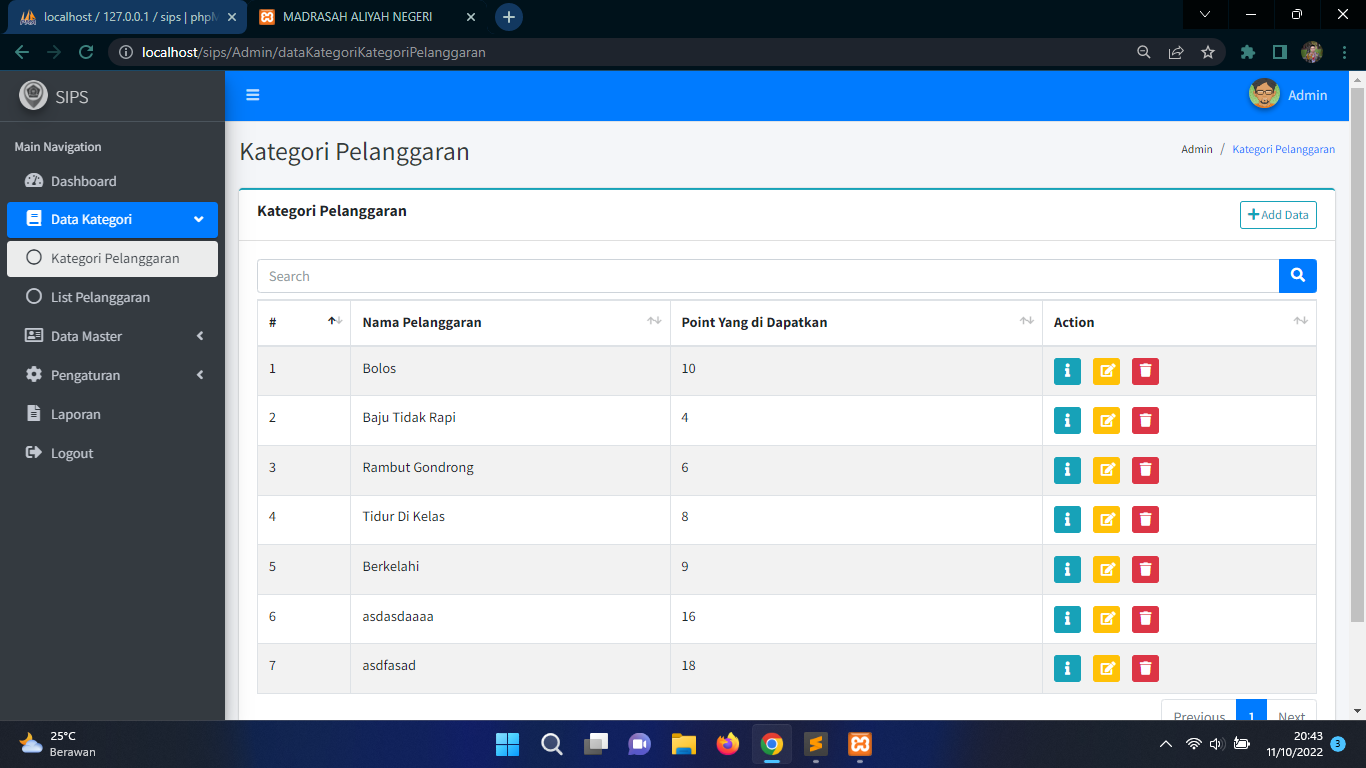 localhost / 127.0.0.1 / sips | phpM
MADRASAH ALIYAH NEGERI
localhost/sips/Admin/dataKategoriKategoriPelanggaran
SIPS
Admin
Main Navigation
Dashboard
Data Kategori
Kategori Pelanggaran
List Pelanggaran
Data Master
Pengaturan
Laporan
Logout
Kategori Pelanggaran
Admin / Kategori Pelanggaran
Kategori Pelanggaran
Add Data
Search
# Nama Pelanggaran Point Yang di Dapatkan Action
1 Bolos 10
2 Baju Tidak Rapi 4
3 Rambut Gondrong 6
4 Tidur Di Kelas 8
5 Berkelahi 9
6 asdasdaaaa 16
7 asdfasad 18
Previous 1 Next
25°C
Berawan
20:43
11/10/2022
3